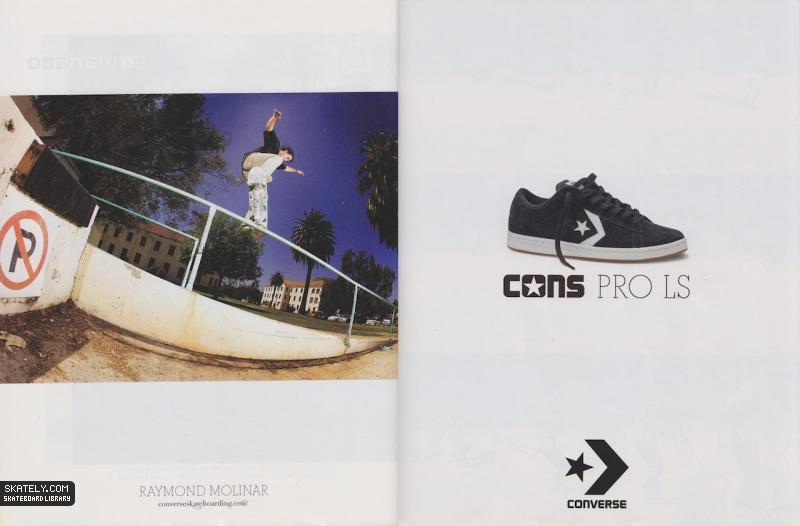 P
RAYMOND MOLINAR
converseskateboarding.com
SKATELY.COM
SKATEBOARD LIBRARY
CONS PRO LS
CONVERSE